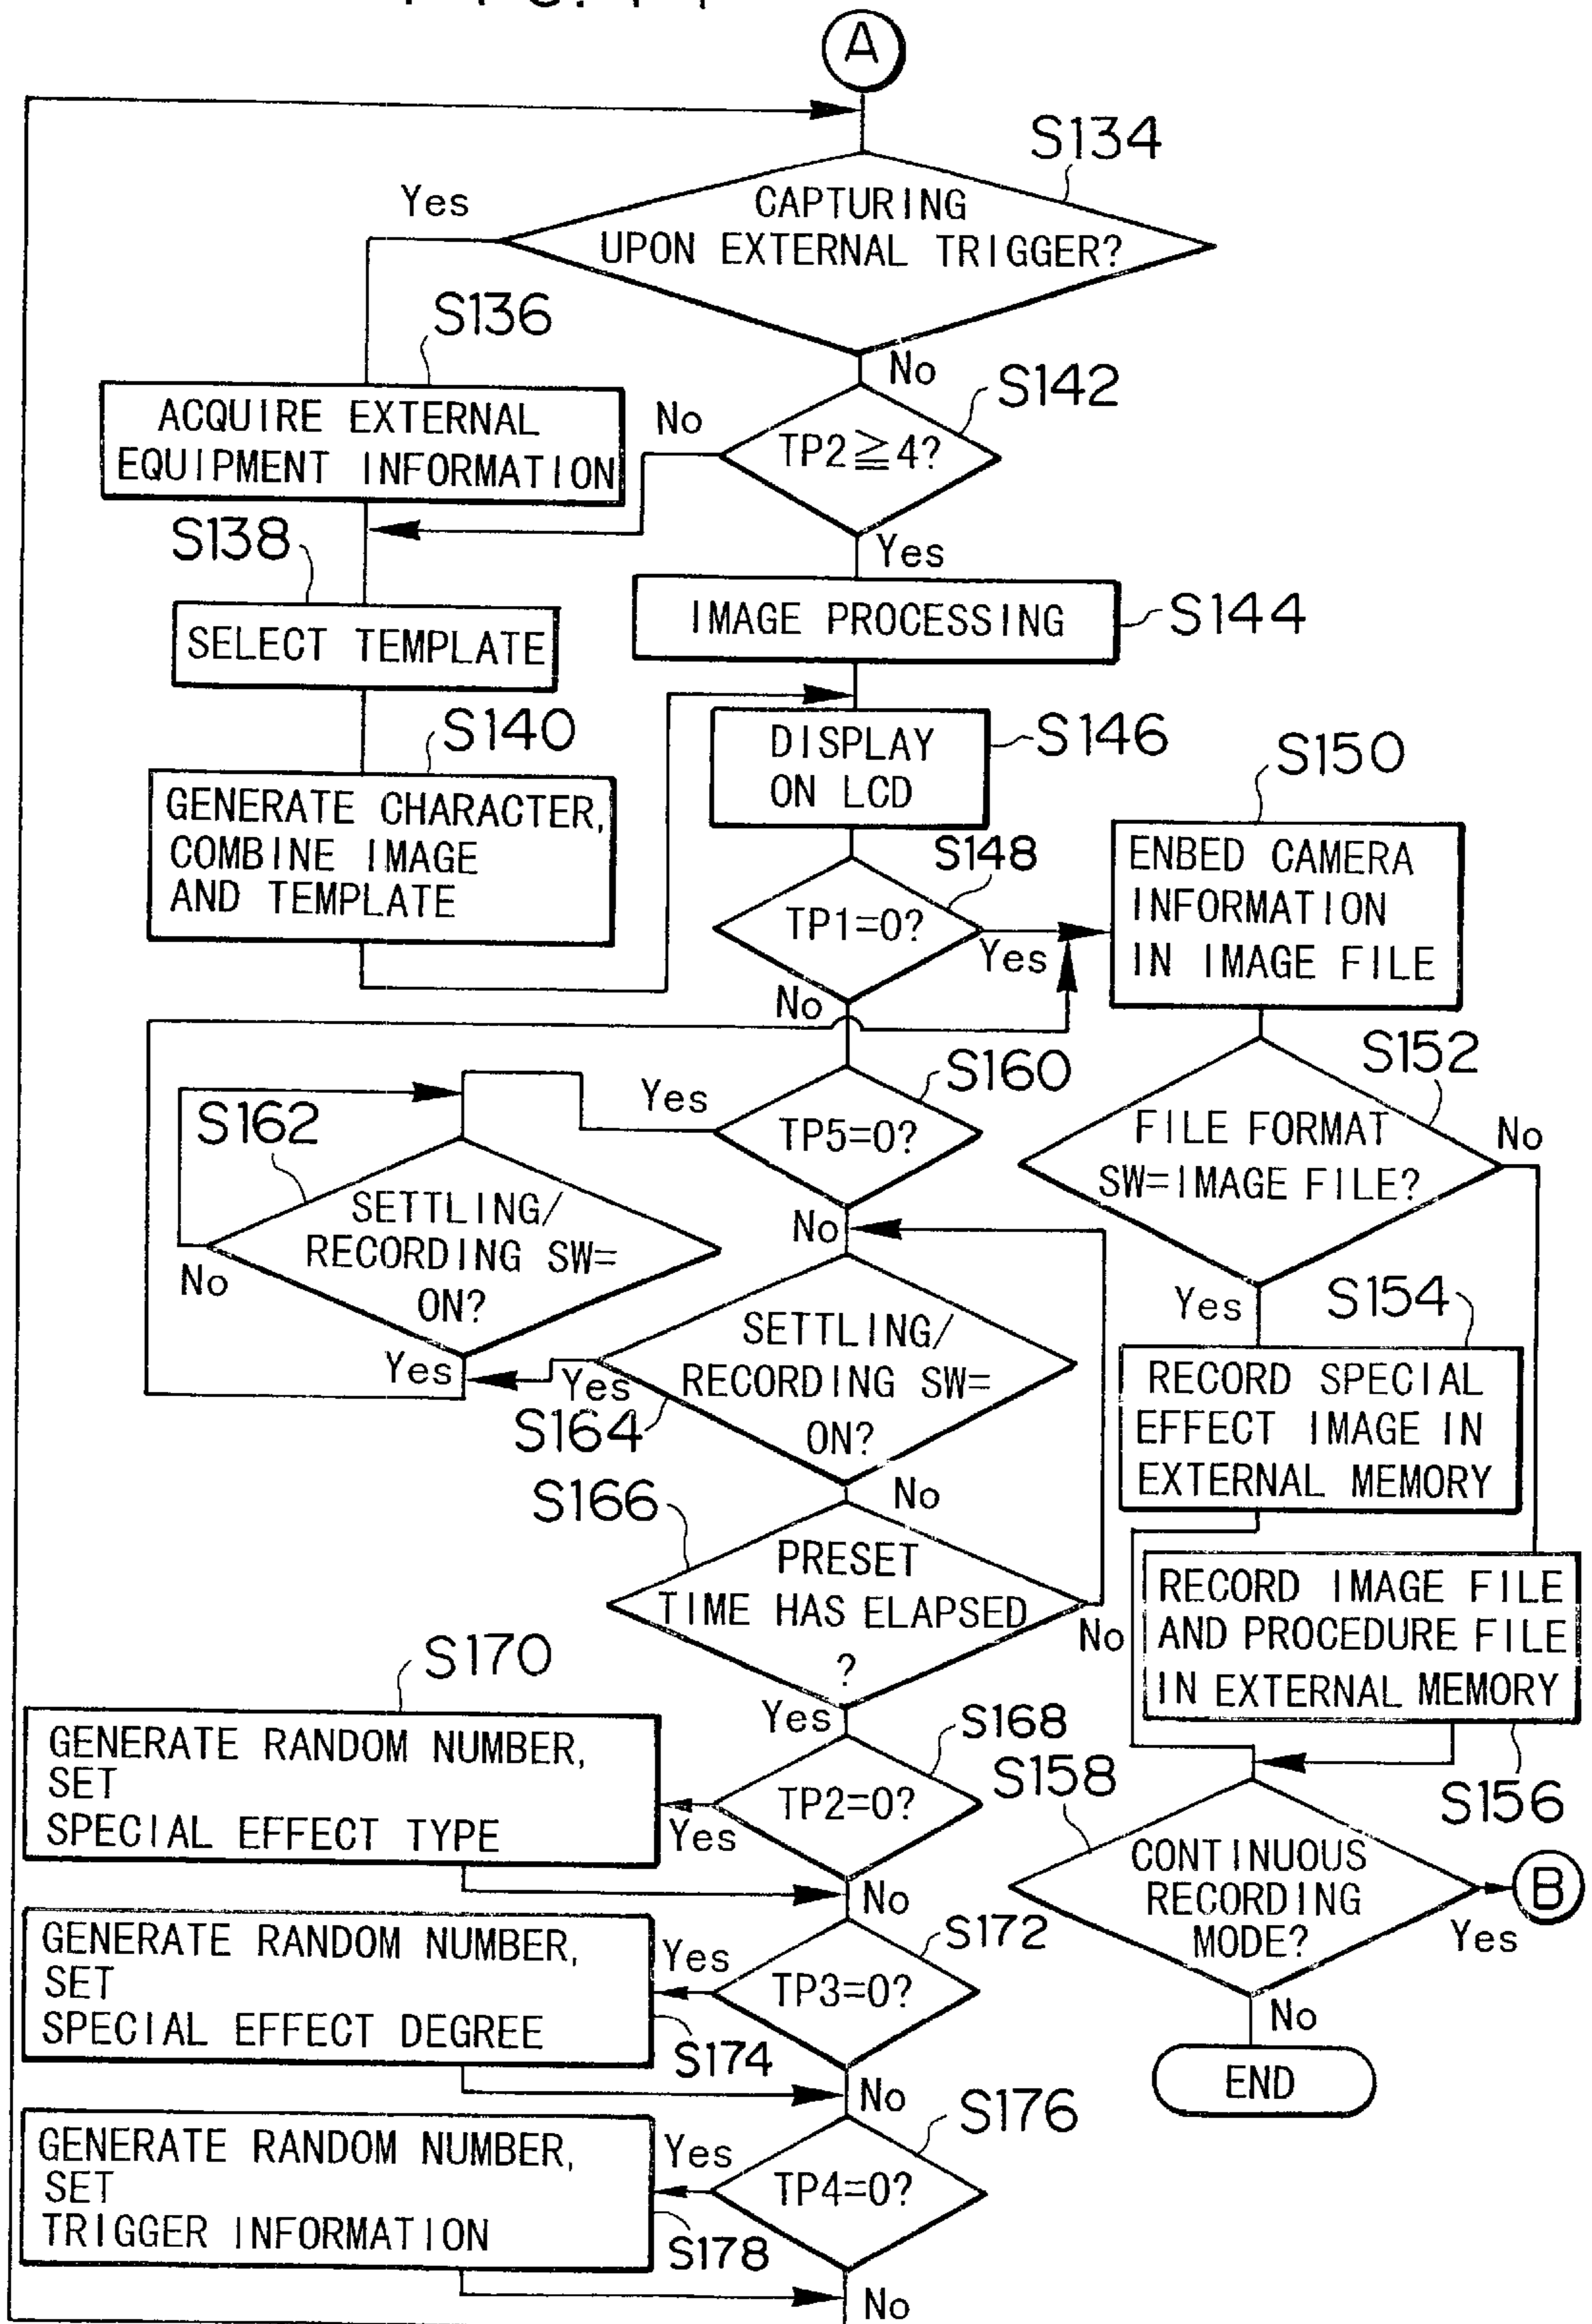 A
S134
Yes
CAPTURING
UPON EXTERNAL TRIGGER?
S136
No
S142
ACQUIRE EXTERNAL
EQUIPMENT INFORMATION
No
TP2≧4?
S138
Yes
SELECT TEMPLATE
IMAGE PROCESSING
S144
S140
DISPLAY
ON LCD
S146
S150
GENERATE CHARACTER,
COMBINE IMAGE
AND TEMPLATE
S148
TP1=0?
Yes
No
ENBED CAMERA
INFORMATION
IN IMAGE FILE
S160
S152
Yes
TP5=0?
No
S162
SETTLING/
RECORDING SW=
ON?
No
Yes
FILE FORMAT
SW=IMAGE FILE?
No
Yes
S154
SETTLING/
RECORDING SW=
ON?
Yes
S164
No
RECORD SPECIAL
EFFECT IMAGE IN
EXTERNAL MEMORY
S166
PRESET
TIME HAS ELAPSED
?
No
Yes
RECORD IMAGE FILE
AND PROCEDURE FILE
IN EXTERNAL MEMORY
S156
S170
GENERATE RANDOM NUMBER,
SET
SPECIAL EFFECT TYPE
S168
TP2=0?
Yes
No
S158
CONTINUOUS
RECORDING
MODE?
B
Yes
No
END
GENERATE RANDOM NUMBER,
SET
SPECIAL EFFECT DEGREE
Yes
S172
TP3=0?
S174
No
GENERATE RANDOM NUMBER,
SET
TRIGGER INFORMATION
Yes
S176
TP4=0?
S178
No